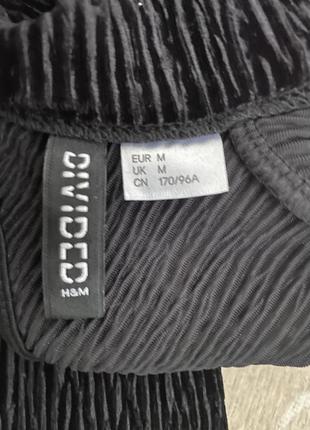 DIVIDED
H&M
EUR M
UK M
CN 170/96A